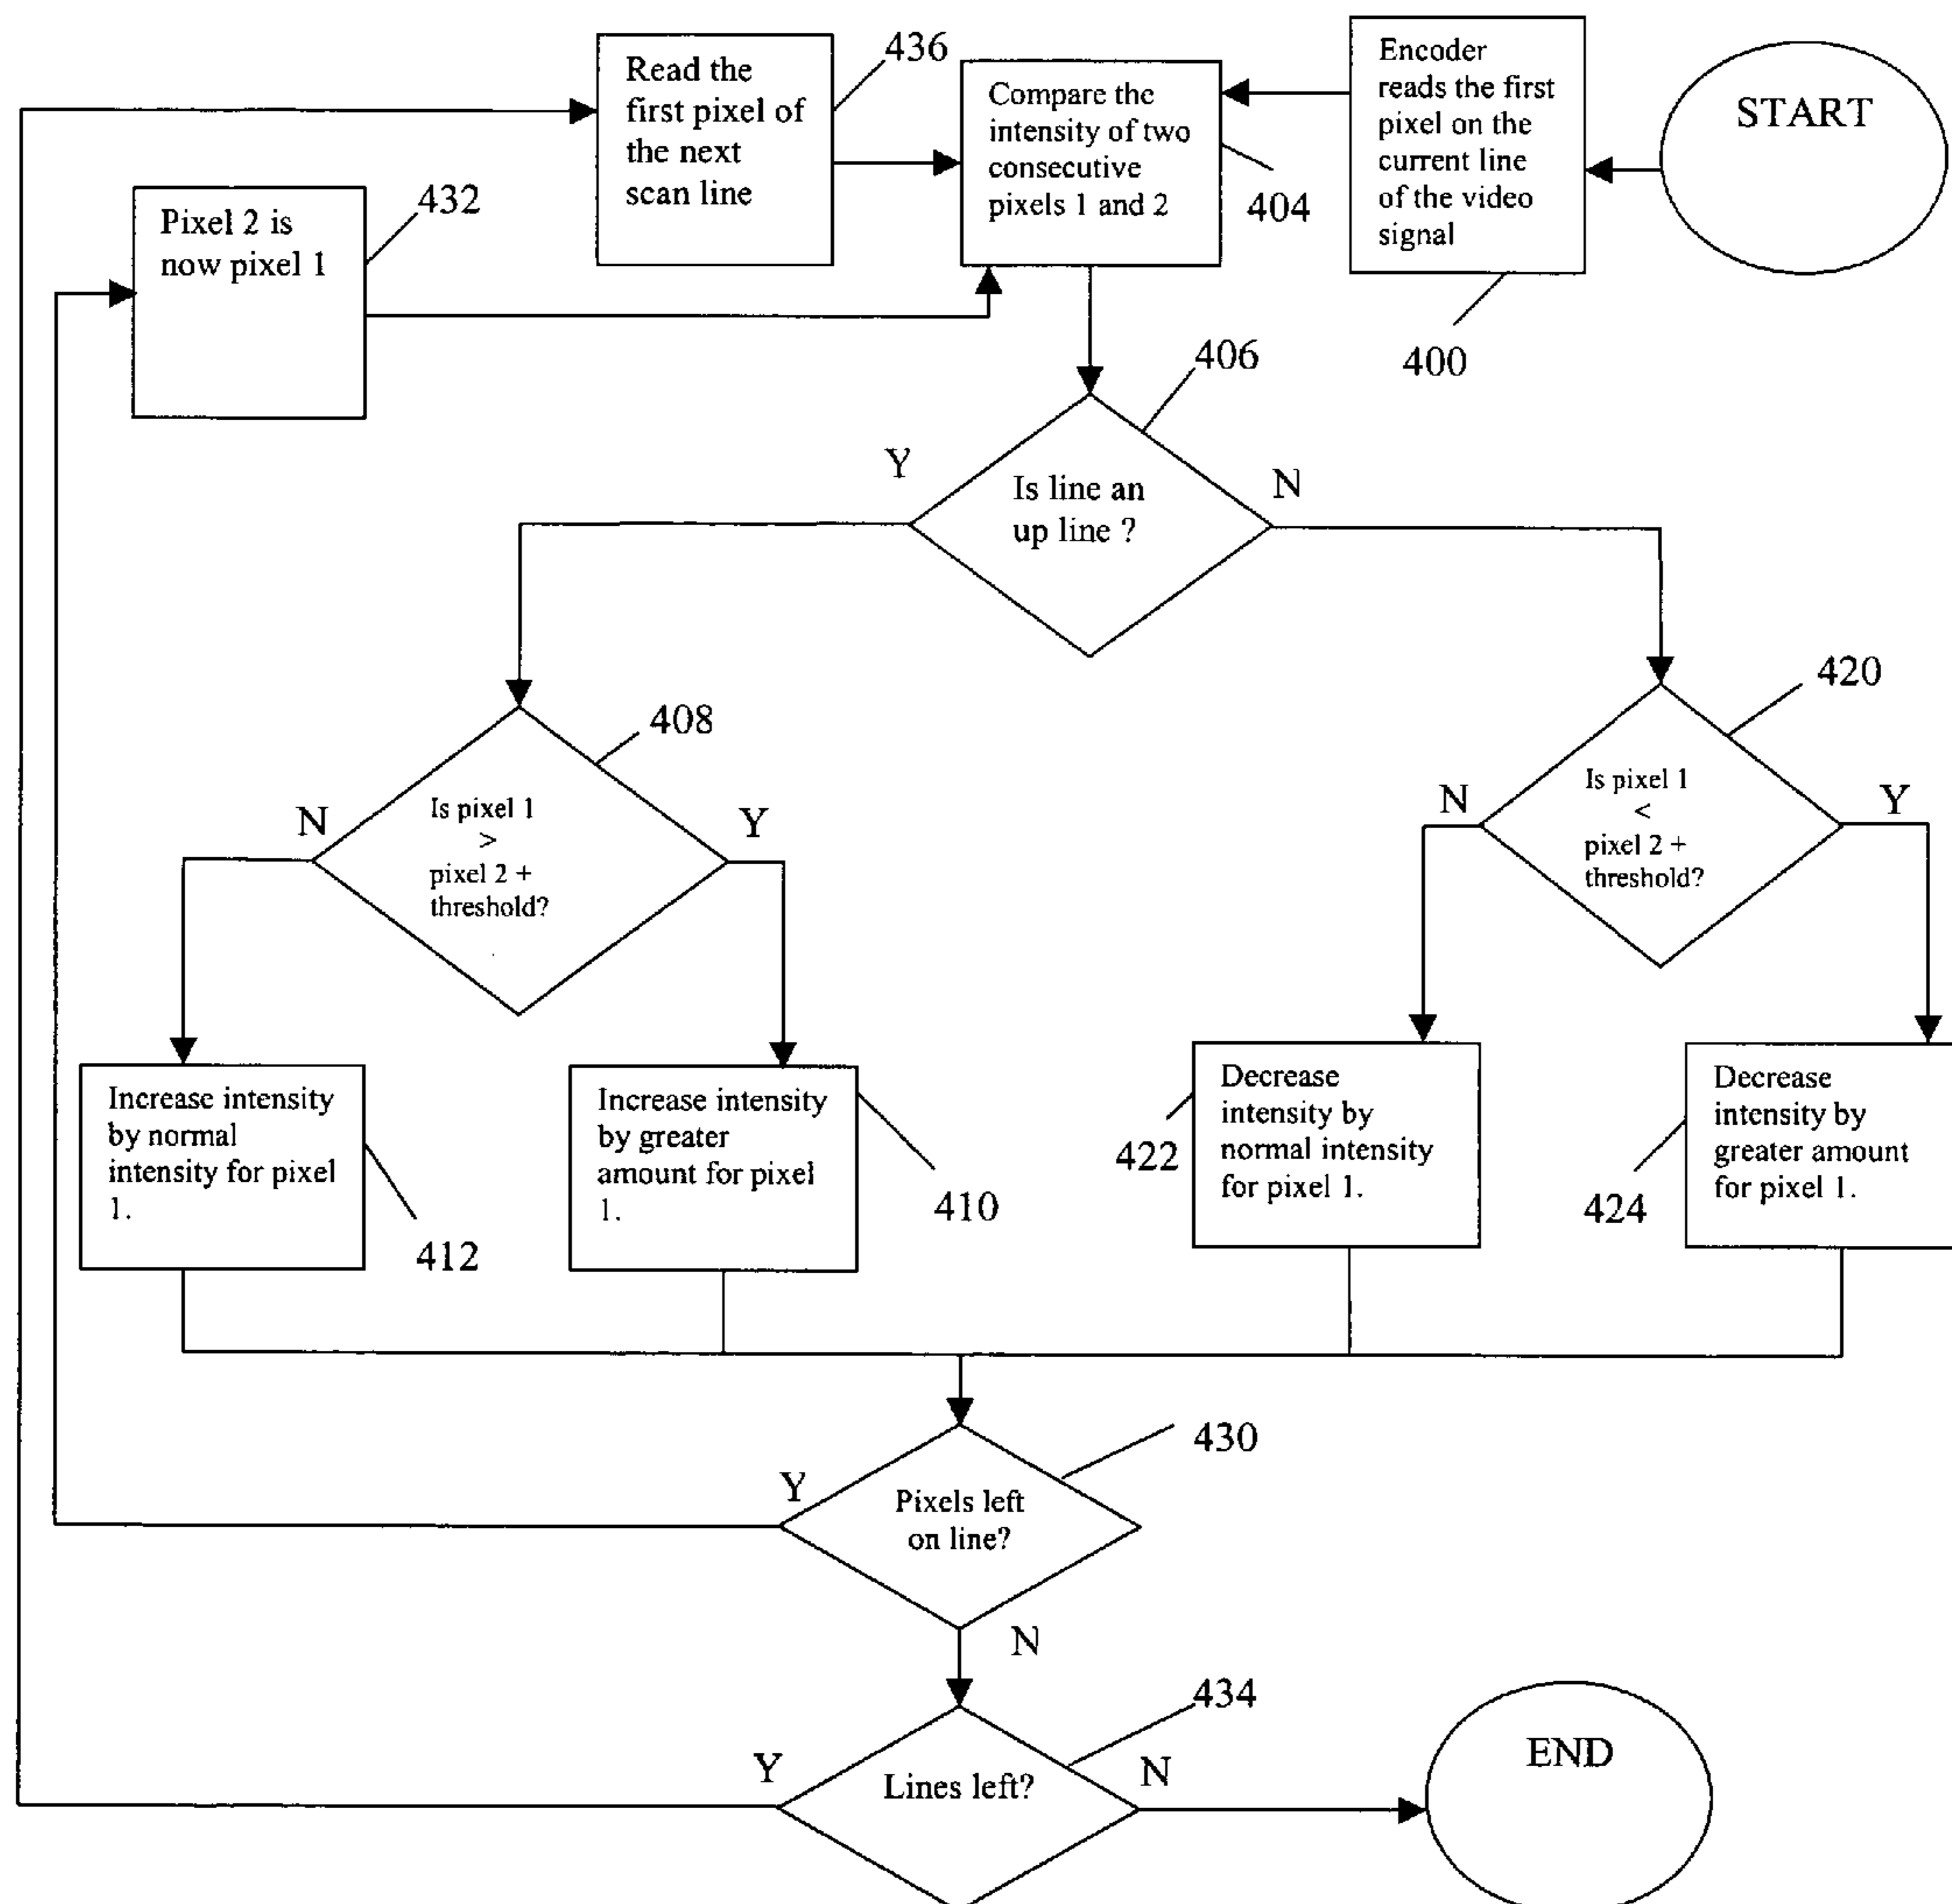 START
Encoder
reads the first
pixel on the
current line
of the video
signal
400
Compare the
intensity of two
consecutive
pixels 1 and 2
404
Read the
first pixel of
the next
scan line
436
Pixel 2 is
now pixel 1
432
406
Y
N
Is line an
up line ?
408
N
Y
Is pixel 1
>
pixel 2 +
threshold?
420
N
Y
Is pixel 1
<
pixel 2 +
threshold?
Increase intensity
by normal
intensity for pixel
1.
412
Increase intensity
by greater
amount for pixel
1.
410
Decrease
intensity by
normal intensity
for pixel 1.
422
Decrease
intensity by
greater amount
for pixel 1.
424
430
Y
Pixels left
on line?
N
434
Y
Lines left?
N
END